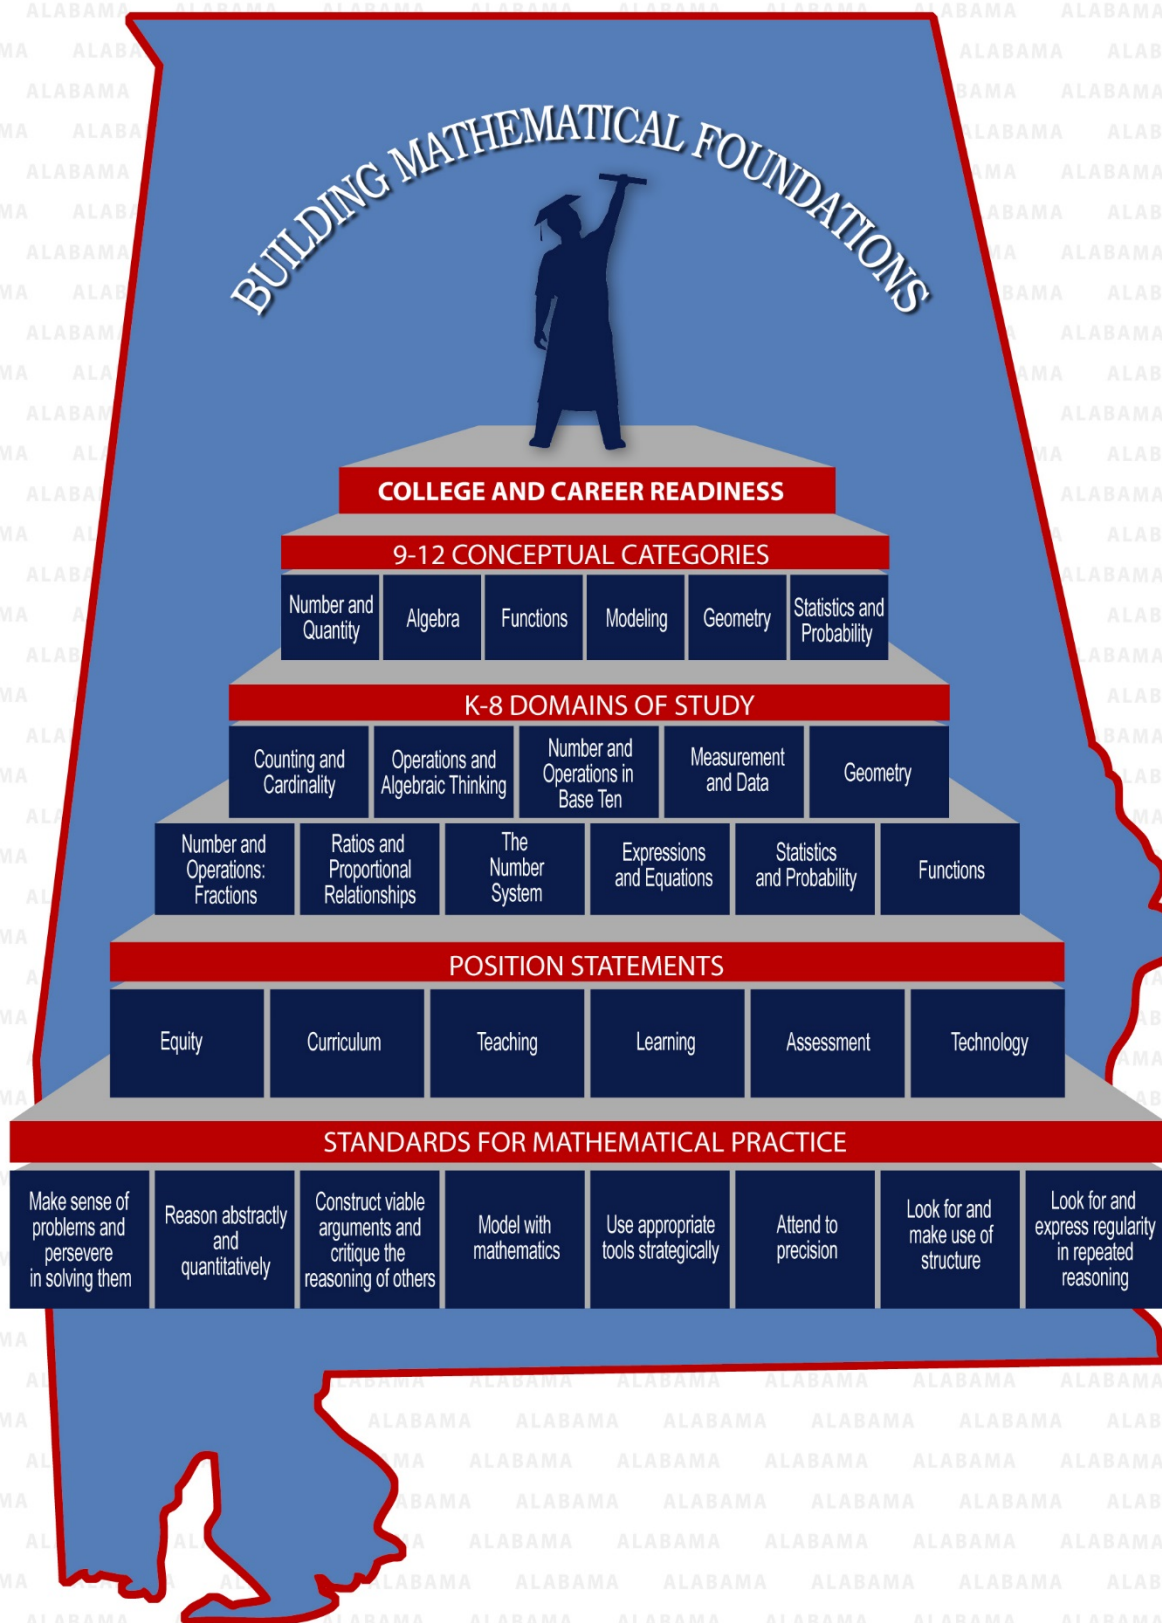 BUILDING MATHEMATICAL FOUNDATIONS
COLLEGE AND CAREER READINESS
9-12 CONCEPTUAL CATEGORIES
Number and
Quantity
Algebra
Functions
Modeling
Geometry
Statistics and
Probability
K-8 DOMAINS OF STUDY
Counting and
Cardinality
Operations and
Algebraic Thinking
Number and
Operations in
Base Ten
Measurement
and Data
Geometry
Number and
Operations:
Fractions
Ratios and
Proportional
Relationships
The
Number
System
Expressions
and Equations
Statistics
and Probability
Functions
POSITION STATEMENTS
Equity
Curriculum
Teaching
Learning
Assessment
Technology
STANDARDS FOR MATHEMATICAL PRACTICE
Make sense of
problems and
persevere
in solving them
Reason abstractly
and
quantitatively
Construct viable
arguments and
critique the
reasoning of others
Model with
mathematics
Use appropriate
tools strategically
Attend to
precision
Look for and
make use of
structure
Look for and
express regularity
in repeated
reasoning